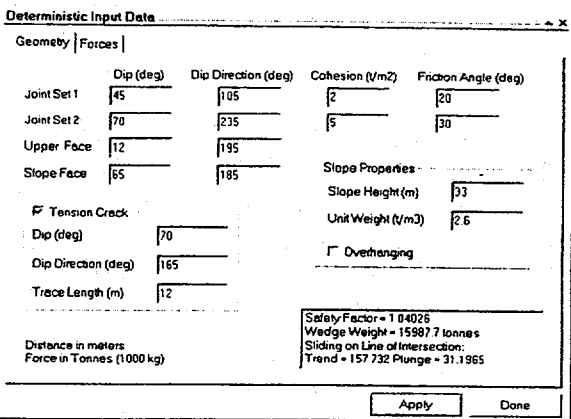 Deterministic Input Data
Geometry Forces
Dip (deg) Dip Direction (deg) Cohesion (t/m2) Friction Angle (deg)
Joint Set 1 45 105 2 20
Joint Set 2 70 235 5 30
Upper Face 12 195
Slope Face 65 185
Slope Properties
Slope Height (m) 33
Unit Weight (t/m3) 2.6
Overhanging
Tension Crack
Dip (deg) 70
Dip Direction (deg) 165
Trace Length (m) 12
Distance in meters
Force in Tonnes (1000 kg)
Safety Factor = 1.04026
Wedge Weight = 15987.7 tonnes
Sliding on Line of Intersection:
Trend = 157.732 Plunge = 31.1965
Apply Done